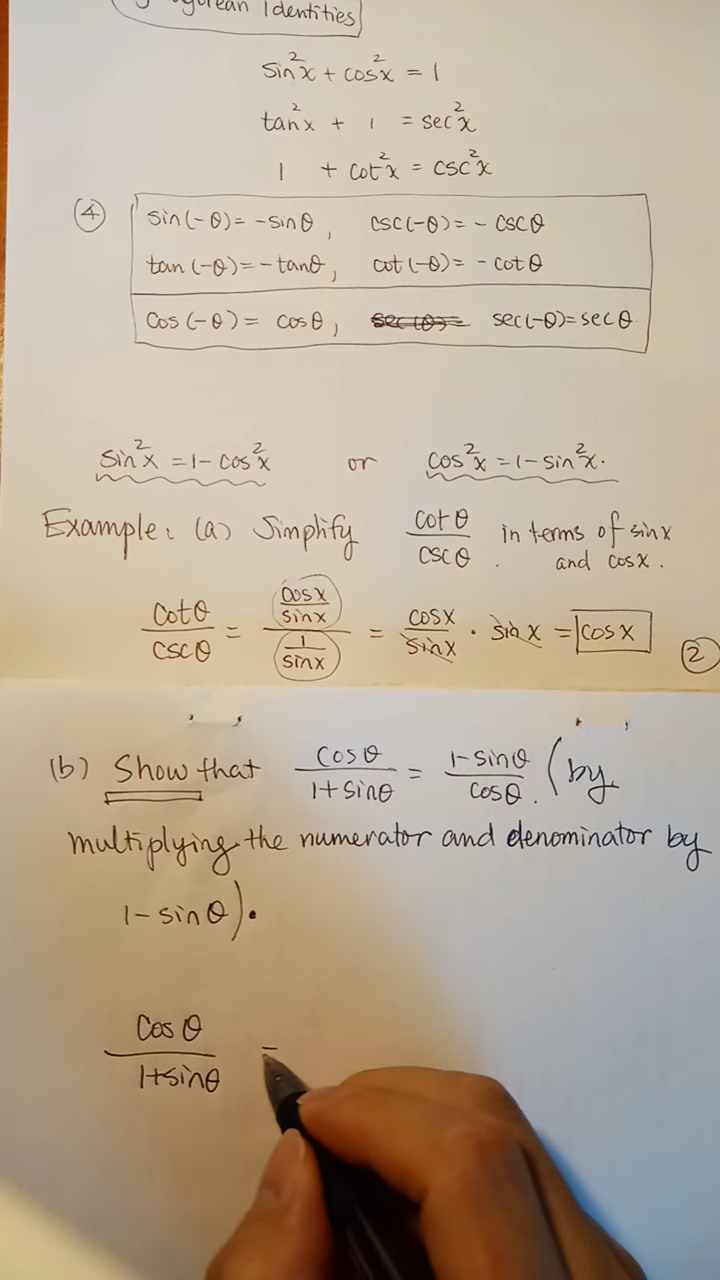 Identities
sin²x + cos²x = 1
tan²x + 1 = sec²x
1 + cot²x = csc²x
④ sin(-θ) = -sinθ, csc(-θ) = - cscθ
tan(-θ) = -tanθ, cot(-θ) = - cotθ
cos(-θ) = cosθ, sec(θ)= sec(-θ) = secθ
sin²x = 1 - cos²x or cos²x = 1 - sin²x.
Example: (a) Simplify cotθ/cscθ in terms of sinx
and cosx.
cotθ/cscθ = (cosx/sinx)/(1/sinx) = cosx/sinx · sinx = cosx
②
(b) Show that cosθ/(1+sinθ) = (1-sinθ)/cosθ. (by
multiplying the numerator and denominator by
1-sinθ).
cosθ/(1+sinθ) =